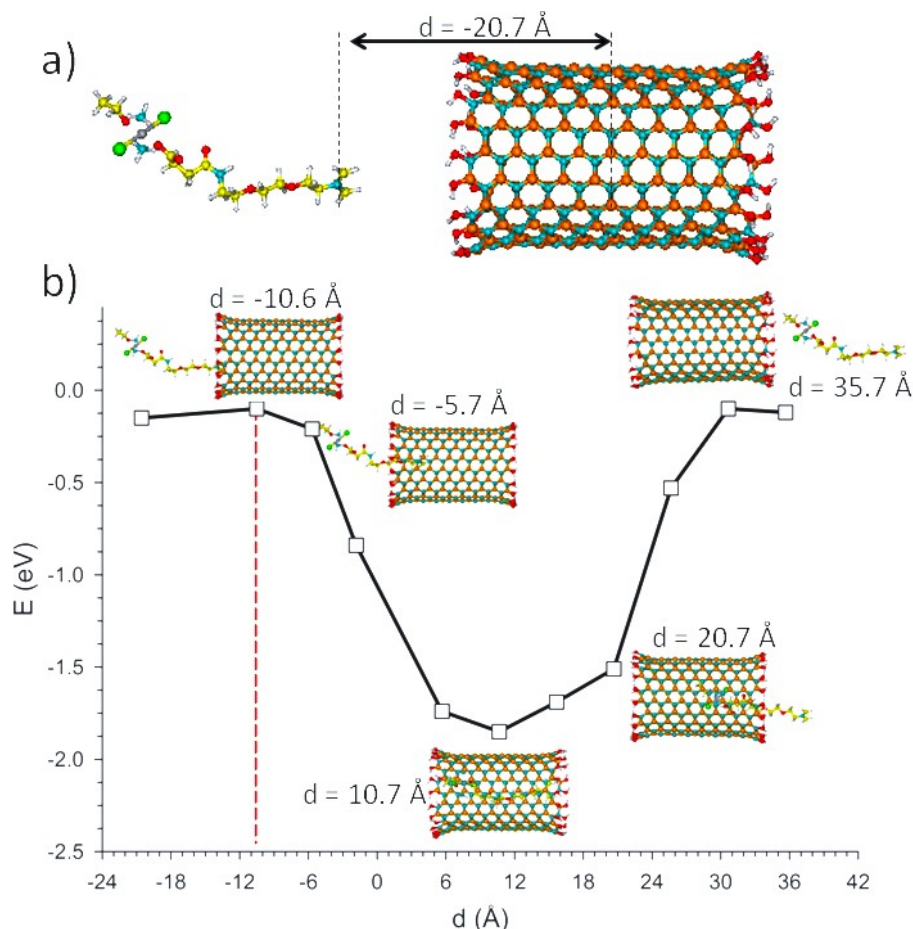 d = -20.7 Å
a)
b)
d = -10.6 Å
d = 35.7 Å
d = -5.7 Å
d = 20.7 Å
d = 10.7 Å
E (eV)
0.0
-0.5
-1.0
-1.5
-2.0
-2.5
-24 -18 -12 -6 0 6 12 18 24 30 36 42
d (Å)